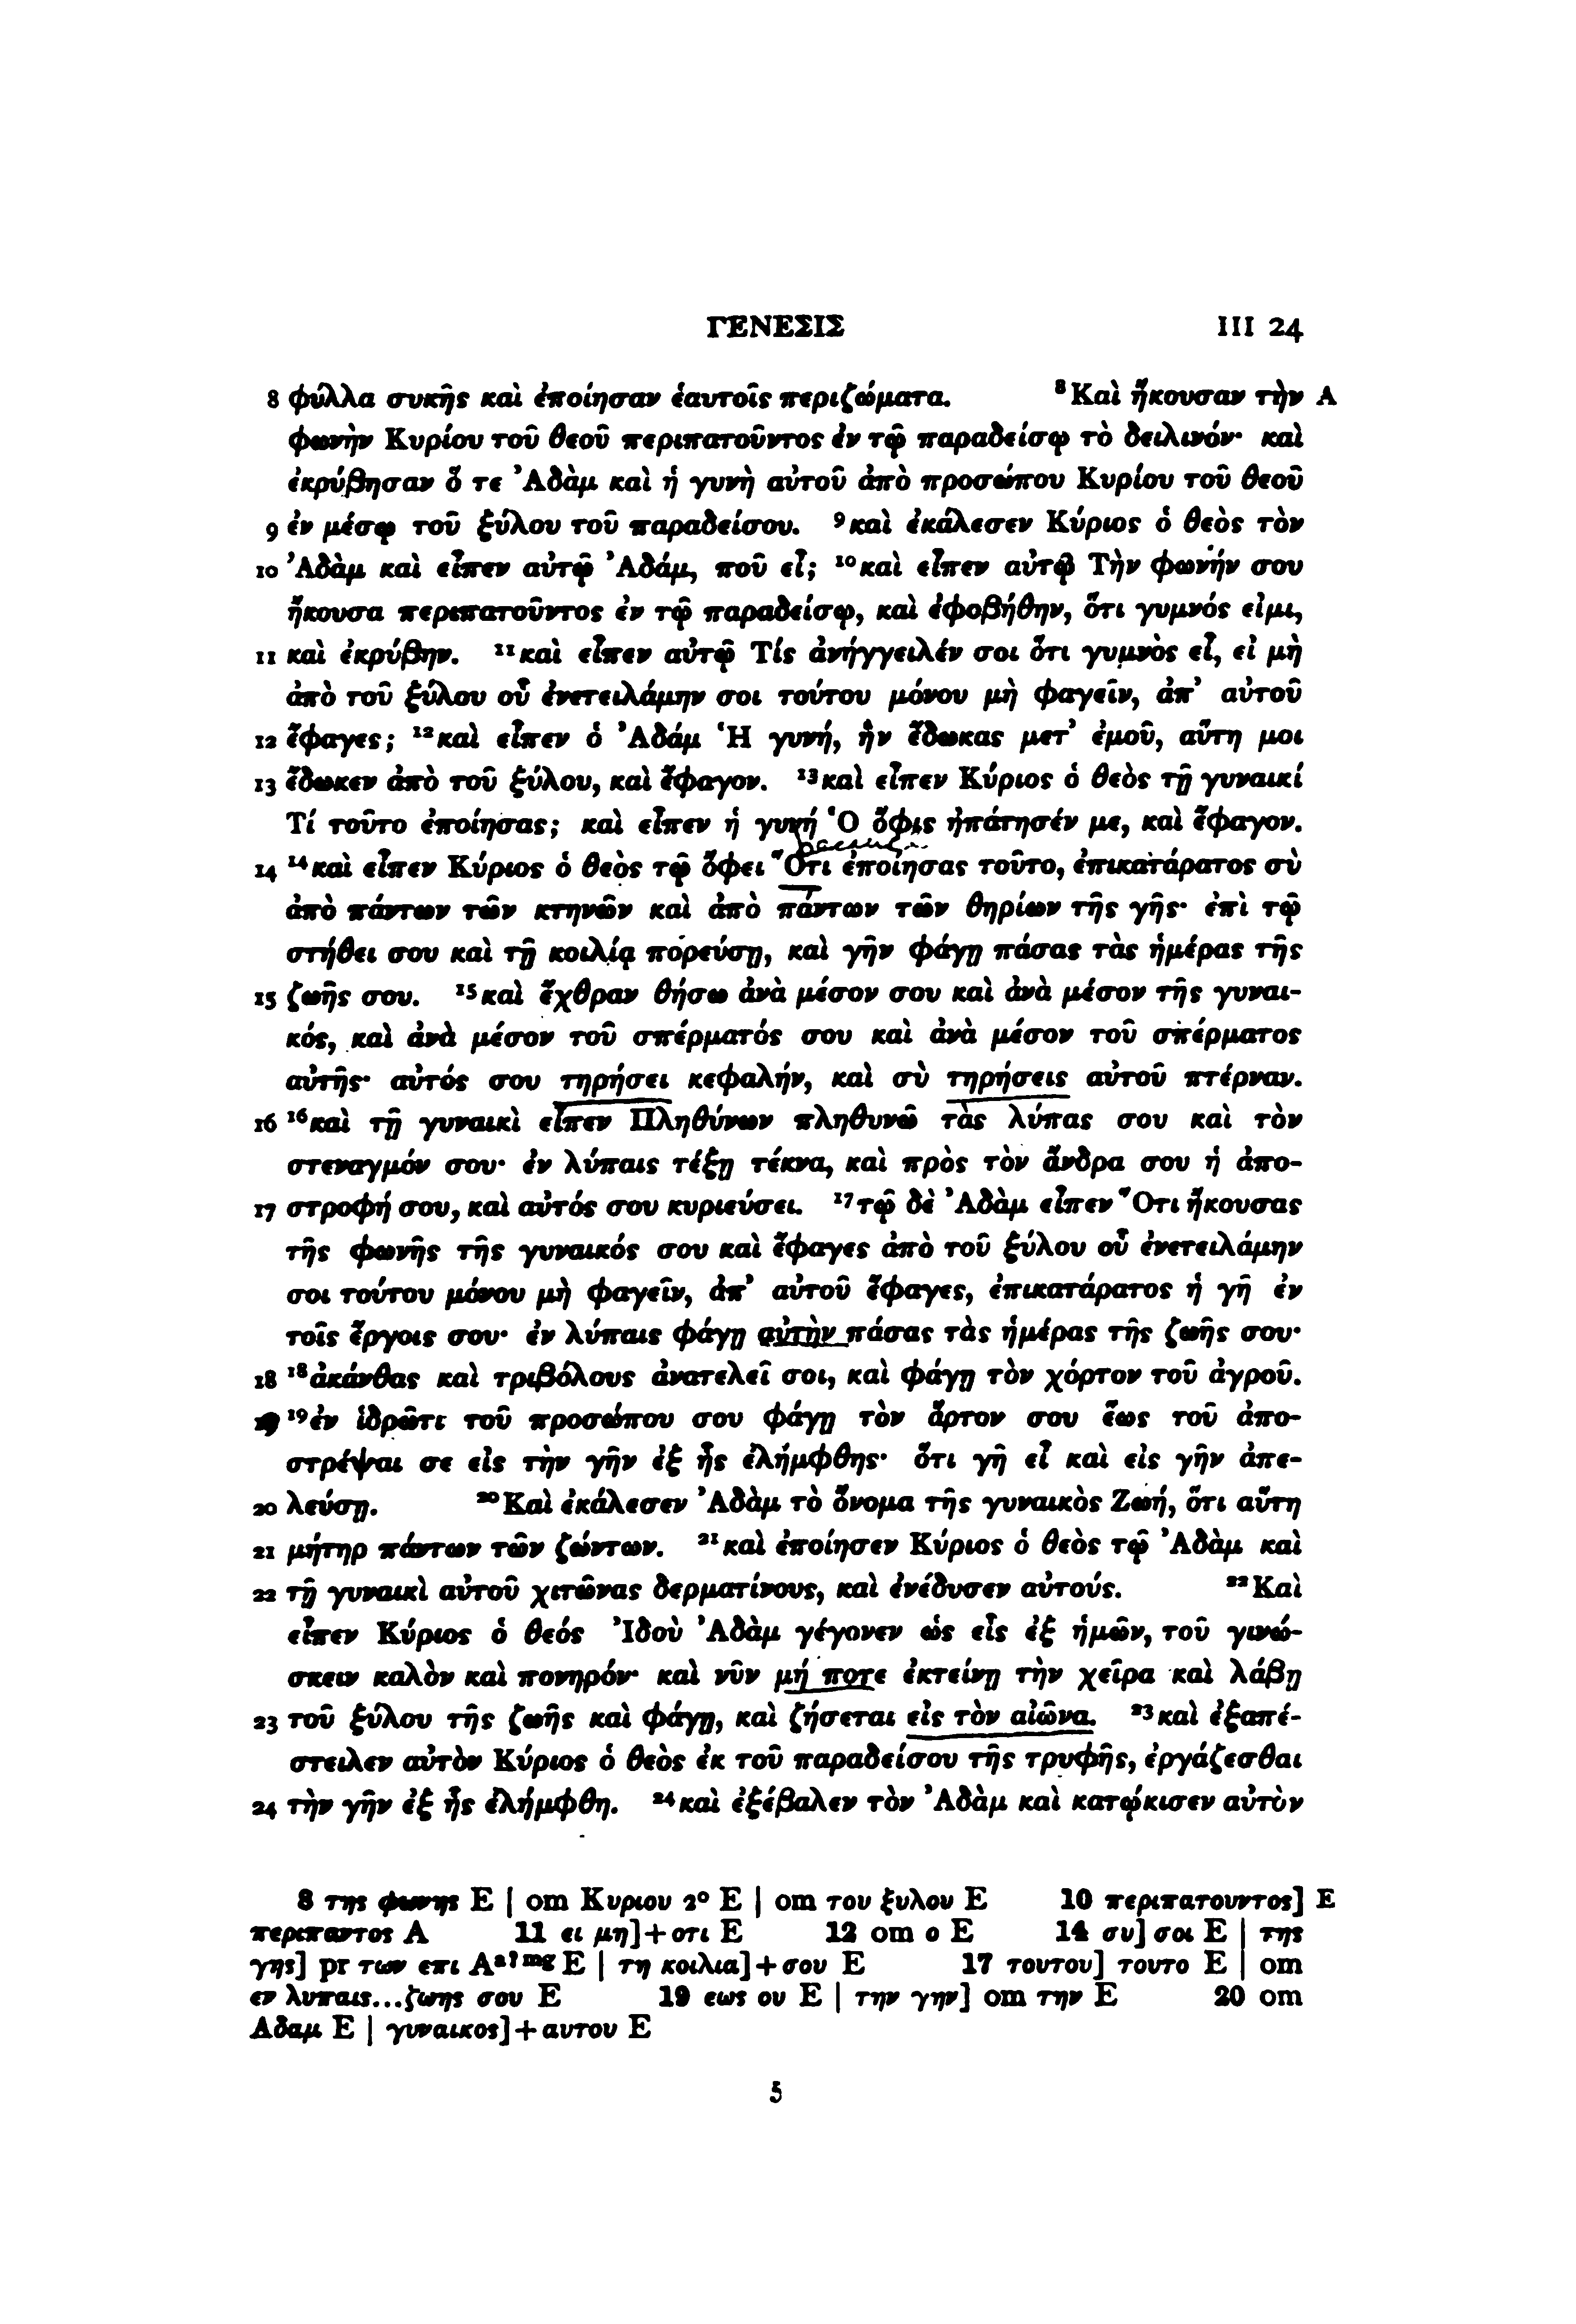 ΓΕΝΕΣΙΣ III 24
8 φύλλα συκῆς καὶ ἐποίησαν ἑαυτοῖς περιζώματα. ⁸Καὶ ἤκουσαν τὴν A
φωνὴν Κυρίου τοῦ θεοῦ περιπατοῦντος ἐν τῷ παραδείσῳ τὸ δειλινόν· καὶ
ἐκρύβησαν ὅ τε Ἀδὰμ καὶ ἡ γυνὴ αὐτοῦ ἀπὸ προσώπου Κυρίου τοῦ θεοῦ
9 ἐν μέσῳ τοῦ ξύλου τοῦ παραδείσου. ⁹καὶ ἐκάλεσεν Κύριος ὁ θεὸς τὸν
10 Ἀδὰμ καὶ εἶπεν αὐτῷ Ἀδάμ, ποῦ εἶ; ¹⁰καὶ εἶπεν αὐτῷ Τὴν φωνήν σου
ἤκουσα περιπατοῦντος ἐν τῷ παραδείσῳ, καὶ ἐφοβήθην, ὅτι γυμνός εἰμι,
11 καὶ ἐκρύβην. ¹¹καὶ εἶπεν αὐτῷ Τίς ἀνήγγειλέν σοι ὅτι γυμνὸς εἶ, εἰ μὴ
ἀπὸ τοῦ ξύλου οὗ ἐνετειλάμην σοι τούτου μόνου μὴ φαγεῖν, ἀπ’ αὐτοῦ
12 ἔφαγες; ¹²καὶ εἶπεν ὁ Ἀδάμ Ἡ γυνή, ἣν ἔδωκας μετ’ ἐμοῦ, αὕτη μοι
13 ἔδωκεν ἀπὸ τοῦ ξύλου, καὶ ἔφαγον. ¹³καὶ εἶπεν Κύριος ὁ θεὸς τῇ γυναικί
Τί τοῦτο ἐποίησας; καὶ εἶπεν ἡ γυνή Ὁ ὄφις ἠπάτησέν με, καὶ ἔφαγον.
14 ¹⁴καὶ εἶπεν Κύριος ὁ θεὸς τῷ ὄφει Ὅτι ἐποίησας τοῦτο, ἐπικατάρατος σὺ
ἀπὸ πάντων τῶν κτηνῶν καὶ ἀπὸ πάντων τῶν θηρίων τῆς γῆς· ἐπὶ τῷ
στήθει σου καὶ τῇ κοιλίᾳ πορεύσῃ, καὶ γῆν φάγῃ πάσας τὰς ἡμέρας τῆς
15 ζωῆς σου. ¹⁵καὶ ἔχθραν θήσω ἀνὰ μέσον σου καὶ ἀνὰ μέσον τῆς γυναι-
κός, καὶ ἀνὰ μέσον τοῦ σπέρματός σου καὶ ἀνὰ μέσον τοῦ σπέρματος
αὐτῆς· αὐτός σου τηρήσει κεφαλήν, καὶ σὺ τηρήσεις αὐτοῦ πτέρναν.
16 ¹⁶καὶ τῇ γυναικὶ εἶπεν Πληθύνων πληθυνῶ τὰς λύπας σου καὶ τὸν
στεναγμόν σου· ἐν λύπαις τέξῃ τέκνα, καὶ πρὸς τὸν ἄνδρα σου ἡ ἀπο-
17 στροφή σου, καὶ αὐτός σου κυριεύσει. ¹⁷τῷ δὲ Ἀδὰμ εἶπεν Ὅτι ἤκουσας
τῆς φωνῆς τῆς γυναικός σου καὶ ἔφαγες ἀπὸ τοῦ ξύλου οὗ ἐνετειλάμην
σοι τούτου μόνου μὴ φαγεῖν, ἀπ’ αὐτοῦ ἔφαγες, ἐπικατάρατος ἡ γῆ ἐν
τοῖς ἔργοις σου· ἐν λύπαις φάγῃ αὐτὴν πάσας τὰς ἡμέρας τῆς ζωῆς σου·
18 ¹⁸ἀκάνθας καὶ τριβόλους ἀνατελεῖ σοι, καὶ φάγῃ τὸν χόρτον τοῦ ἀγροῦ.
19 ¹⁹ἐν ἱδρῶτι τοῦ προσώπου σου φάγῃ τὸν ἄρτον σου ἕως τοῦ ἀπο-
στρέψαι σε εἰς τὴν γῆν ἐξ ἧς ἐλήμφθης· ὅτι γῆ εἶ καὶ εἰς γῆν ἀπε-
20 λεύσῃ. ²⁰Καὶ ἐκάλεσεν Ἀδὰμ τὸ ὄνομα τῆς γυναικὸς Ζωή, ὅτι αὕτη
21 μήτηρ πάντων τῶν ζώντων. ²¹καὶ ἐποίησεν Κύριος ὁ θεὸς τῷ Ἀδὰμ καὶ
22 τῇ γυναικὶ αὐτοῦ χιτῶνας δερματίνους, καὶ ἐνέδυσεν αὐτούς. ²²Καὶ
εἶπεν Κύριος ὁ θεός Ἰδοὺ Ἀδὰμ γέγονεν ὡς εἷς ἐξ ἡμῶν, τοῦ γινώ-
σκειν καλὸν καὶ πονηρόν· καὶ νῦν μή ποτε ἐκτείνῃ τὴν χεῖρα καὶ λάβῃ
23 τοῦ ξύλου τῆς ζωῆς καὶ φάγῃ, καὶ ζήσεται εἰς τὸν αἰῶνα. ²³καὶ ἐξαπέ-
στειλεν αὐτὸν Κύριος ὁ θεὸς ἐκ τοῦ παραδείσου τῆς τρυφῆς, ἐργάζεσθαι
24 τὴν γῆν ἐξ ἧς ἐλήμφθη. ²⁴καὶ ἐξέβαλεν τὸν Ἀδὰμ καὶ κατῴκισεν αὐτὸν
8 της φωνης E | om Κυριου 2° E | om του ξυλου E 10 περιπατουντος] E
περιπαντος A 11 ει μη]+οτι E 12 om ο E 14 συ] σοι E | της
γης] pr των επι Aᵃ?ᵐᵍ E | τη κοιλια]+σου E 17 τουτου] τουτο E | om
εν λυπαις...ζωης σου E 19 εως ου E | την γην] om την E 20 om
Αδαμ E | γυναικος]+αυτου E
5